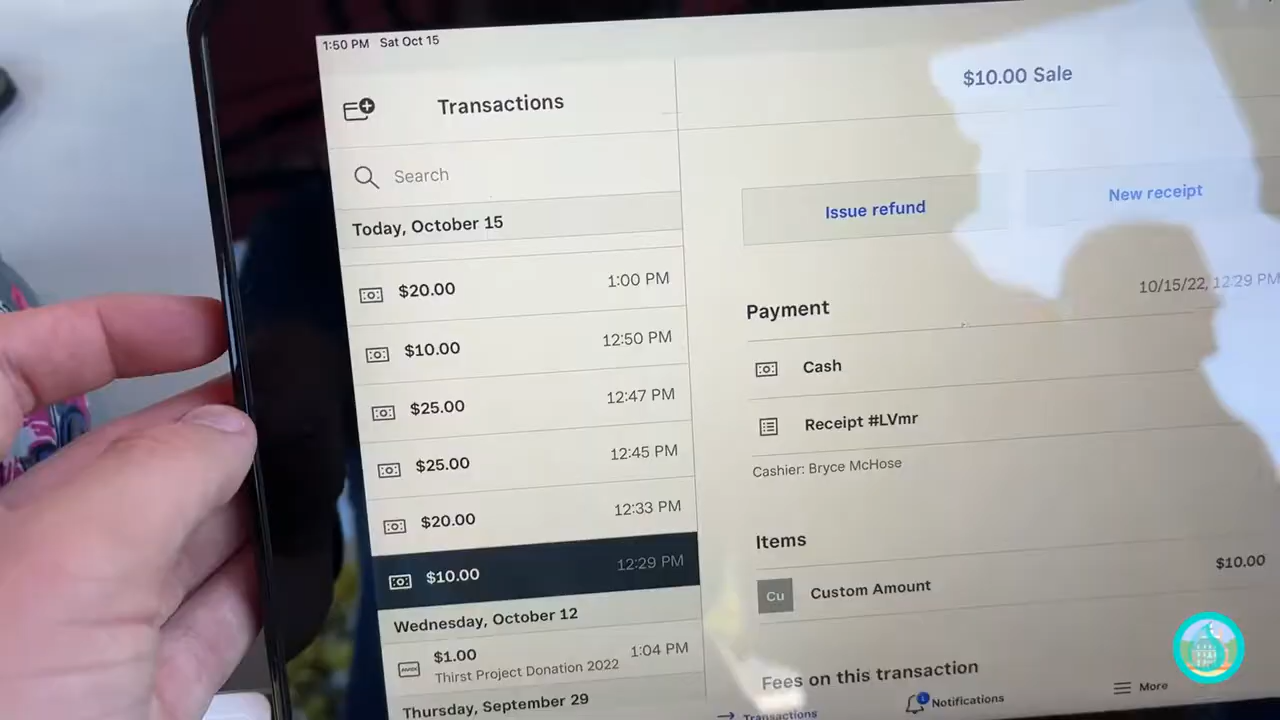 1:50 PM Sat Oct 15
Transactions
Search
Today, October 15
$20.00 1:00 PM
$10.00 12:50 PM
$25.00 12:47 PM
$25.00 12:45 PM
$20.00 12:33 PM
$10.00 12:29 PM
Wednesday, October 12
$1.00 1:04 PM
Thirst Project Donation 2022
Thursday, September 29
$10.00 Sale
Issue refund New receipt
Payment 10/15/22, 12:29 PM
Cash
Receipt #LVmr
Cashier: Bryce McHose
Items
Cu Custom Amount $10.00
Fees on this transaction
Transactions 1 Notifications More